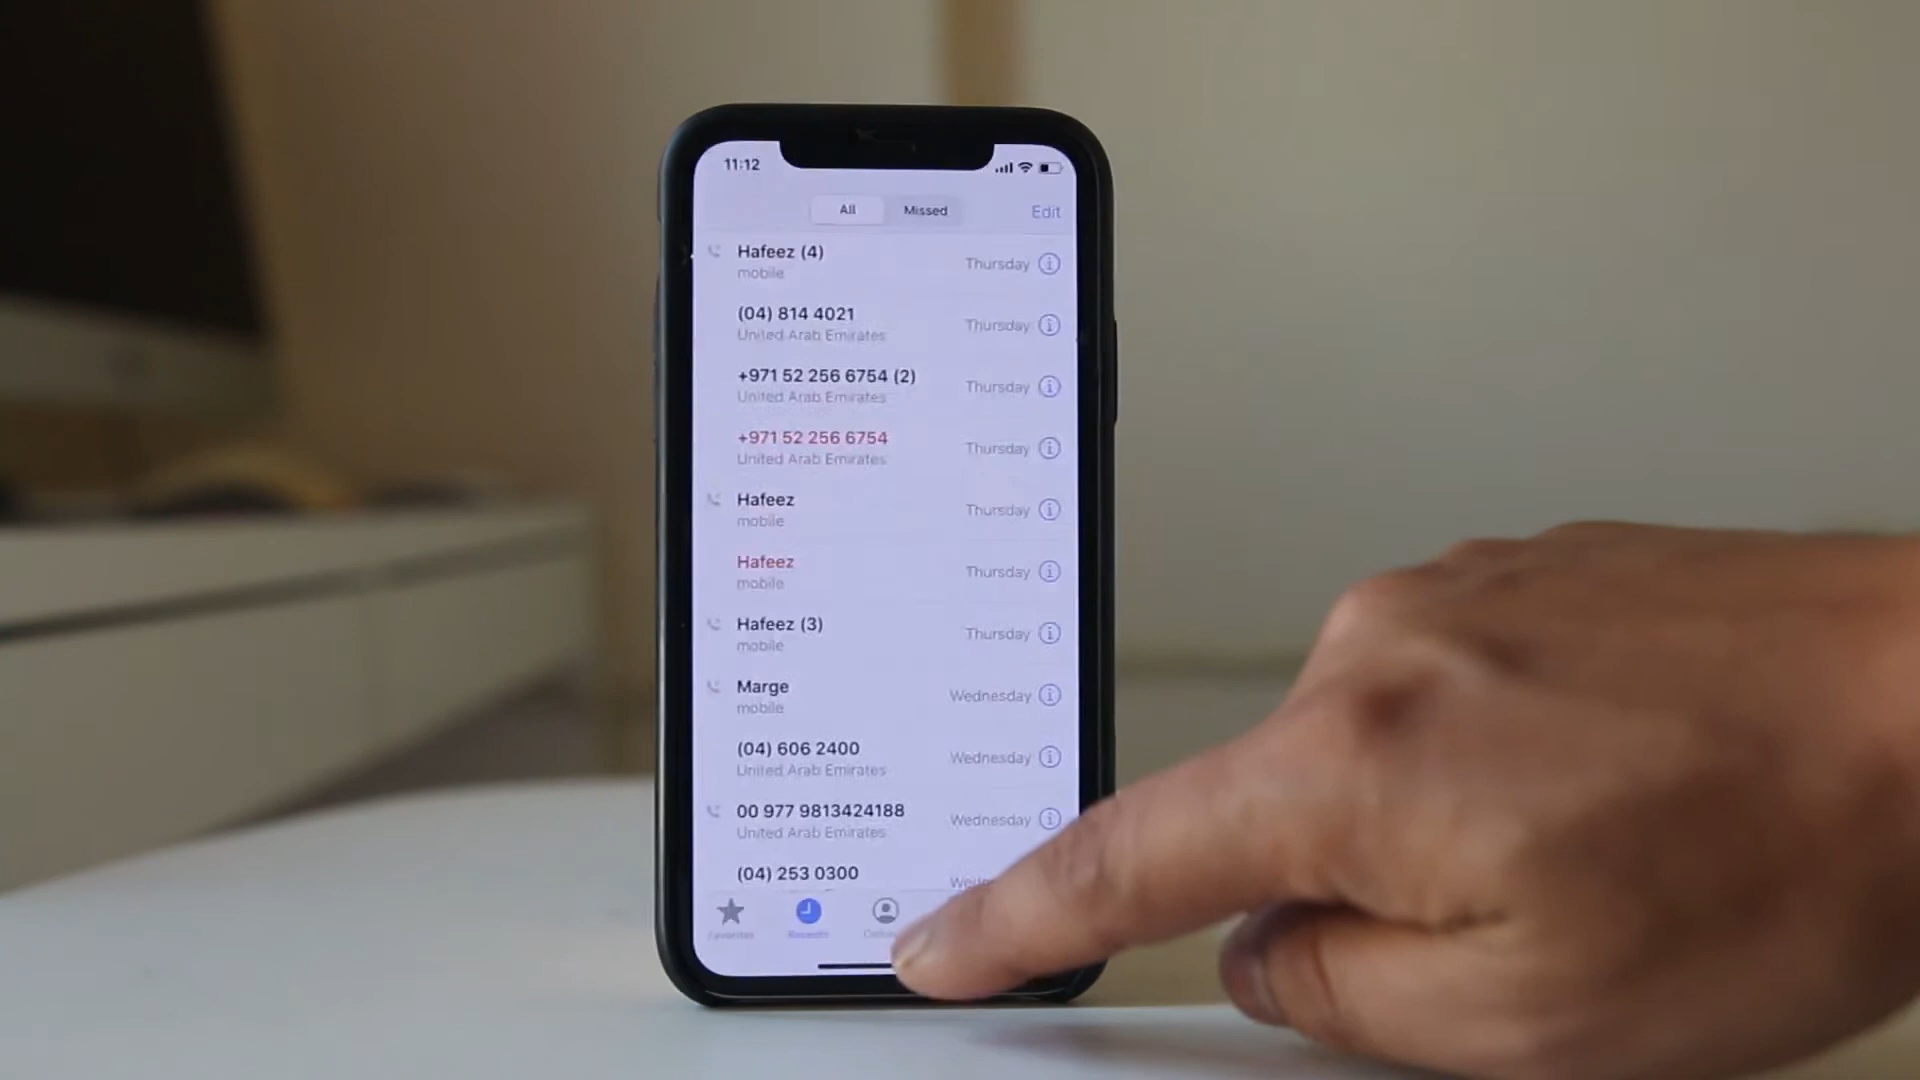 11:12
All Missed Edit
Hafeez (4)
mobile
Thursday
(04) 814 4021
United Arab Emirates
Thursday
+971 52 256 6754 (2)
United Arab Emirates
Thursday
+971 52 256 6754
United Arab Emirates
Thursday
Hafeez
mobile
Thursday
Hafeez
mobile
Thursday
Hafeez (3)
mobile
Thursday
Marge
mobile
Wednesday
(04) 606 2400
United Arab Emirates
Wednesday
00 977 9813424188
United Arab Emirates
Wednesday
(04) 253 0300
Favorites Recents